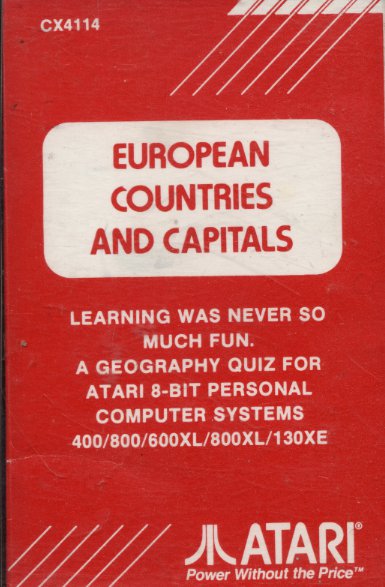 CX4114
EUROPEAN
COUNTRIES
AND CAPITALS
LEARNING WAS NEVER SO
MUCH FUN.
A GEOGRAPHY QUIZ FOR
ATARI 8-BIT PERSONAL
COMPUTER SYSTEMS
400/800/600XL/800XL/130XE
ATARI®
Power Without the Price™